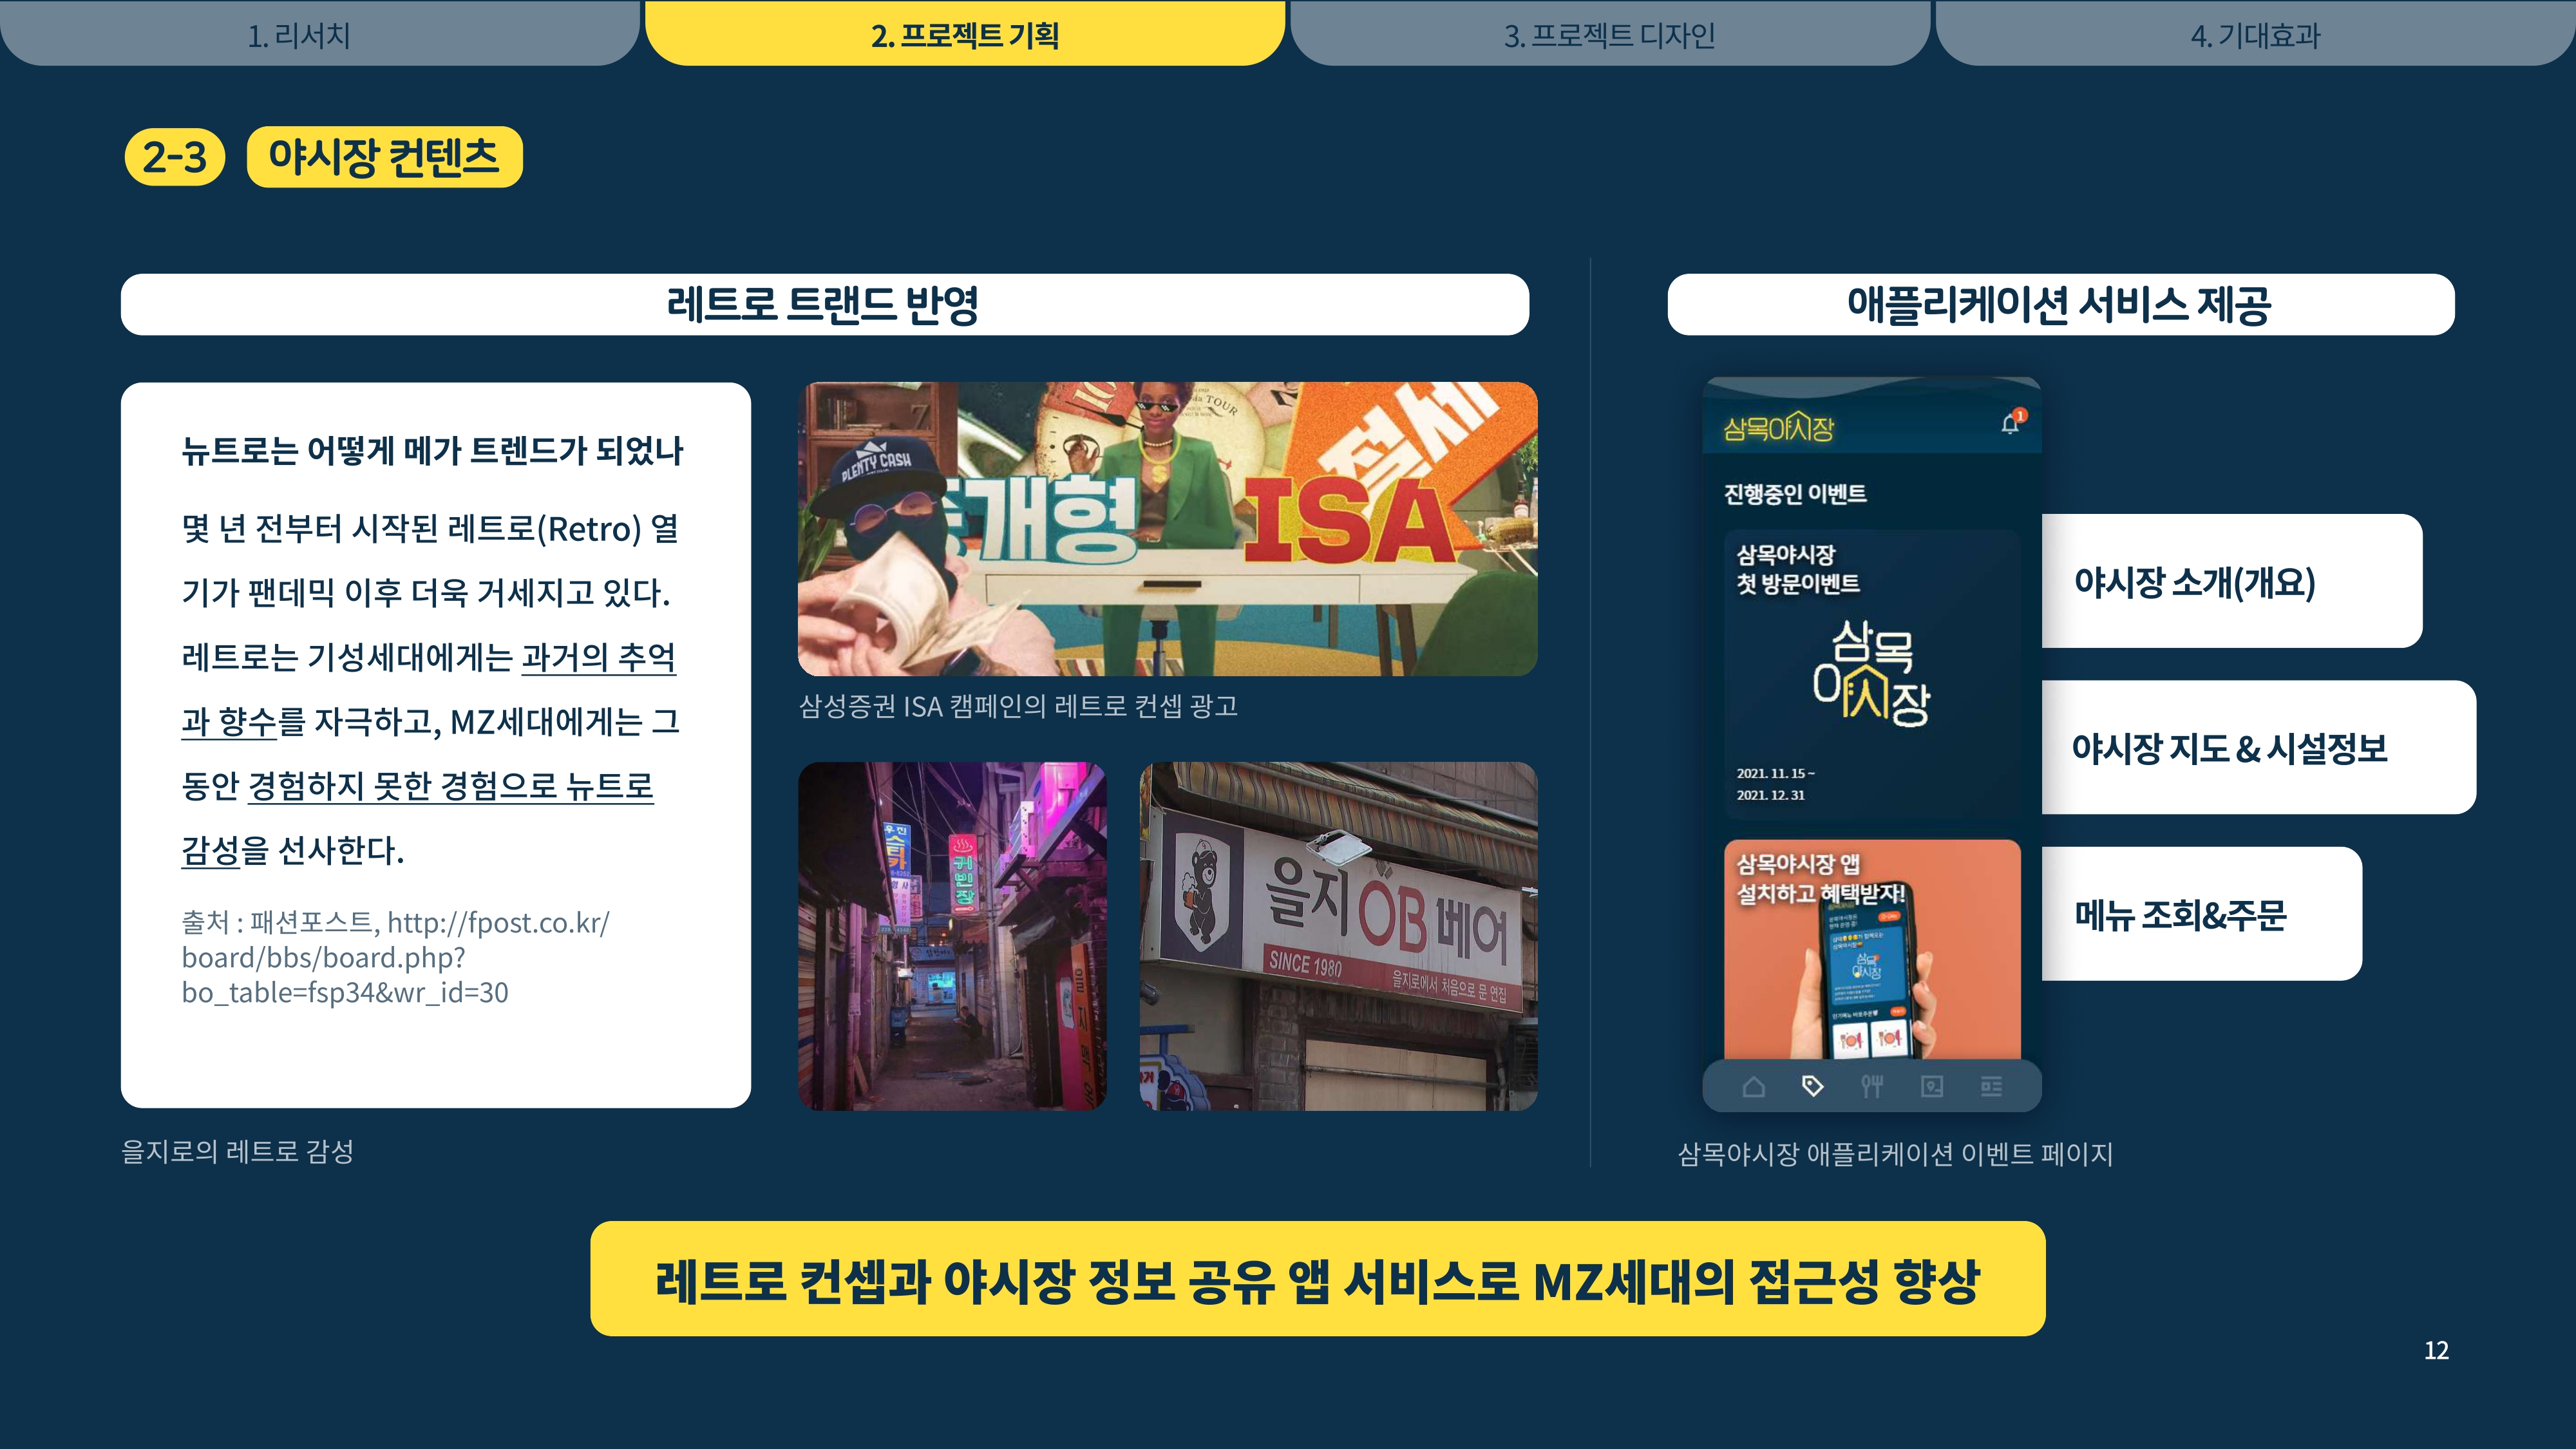 1. 리서치
2. 프로젝트 기획
3. 프로젝트 디자인
4. 기대효과
2-3 야시장 컨텐츠
레트로 트랜드 반영
뉴트로는 어떻게 메가 트렌드가 되었나
몇 년 전부터 시작된 레트로(Retro) 열
기가 팬데믹 이후 더욱 거세지고 있다.
레트로는 기성세대에게는 과거의 추억
과 향수를 자극하고, MZ세대에게는 그
동안 경험하지 못한 경험으로 뉴트로
감성을 선사한다.
출처 : 패션포스트, http://fpost.co.kr/
board/bbs/board.php?
bo_table=fsp34&wr_id=30
을지로의 레트로 감성
PLENTY CASH
TOUR
중개형 ISA
절세
삼성증권 ISA 캠페인의 레트로 컨셉 광고
우진
스티카
을지OB베어
SINCE 1980
을지로에서 처음으로 문 연집
애플리케이션 서비스 제공
삼목야시장
1
진행중인 이벤트
삼목야시장
첫 방문이벤트
삼목
야시장
2021. 11. 15 ~
2021. 12. 31
삼목야시장 앱
설치하고 혜택받자!
삼목
야시장
야시장 소개(개요)
야시장 지도 & 시설정보
메뉴 조회&주문
삼목야시장 애플리케이션 이벤트 페이지
레트로 컨셉과 야시장 정보 공유 앱 서비스로 MZ세대의 접근성 향상
12